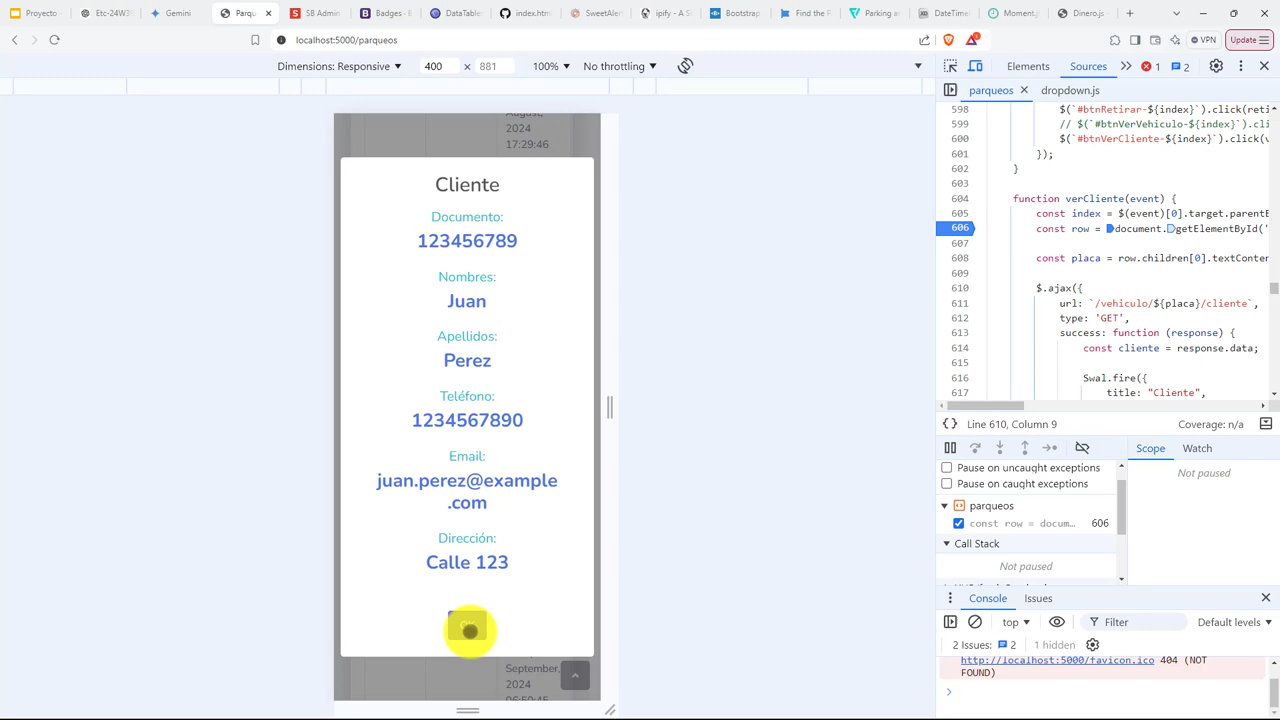 Proyecto -
Etc-24W3
Gemini
Parqu
SB Admin
Badges - B
DataTable
index.htm
SweetAler
ipify - A S
Bootstrap
Find the R
Parking ar
DateTime
Moment.j
Dinero.js -
localhost:5000/parqueos
VPN
Update
Dimensions: Responsive
400 × 881
100%
No throttling
Elements
Sources
1
2
parqueos
dropdown.js
August,
2024
17:29:46
Cliente
Documento:
123456789
Nombres:
Juan
Apellidos:
Perez
Teléfono:
1234567890
Email:
juan.perez@example
.com
Dirección:
Calle 123
September,
2024
598 $(`#btnRetirar-${index}`).click(reti
599 // $(`#btnVerVehiculo-${index}`).cli
600 $(`#btnVerCliente-${index}`).click(v
601 });
602 }
603
604 function verCliente(event) {
605 const index = $(event)[0].target.parentE
606 const row = document.getElementById('
607
608 const placa = row.children[0].textConten
609
610 $.ajax({
611 url: `/vehiculo/${placa}/cliente`,
612 type: 'GET',
613 success: function (response) {
614 const cliente = response.data;
615
616 Swal.fire({
617 title: "Cliente",
{ } Line 610, Column 9
Coverage: n/a
Scope
Watch
Pause on uncaught exceptions
Pause on caught exceptions
Not paused
parqueos
const row = docum… 606
Call Stack
Not paused
Console
Issues
top
Filter
Default levels
2 Issues: 2
1 hidden
http://localhost:5000/favicon.ico 404 (NOT
FOUND)